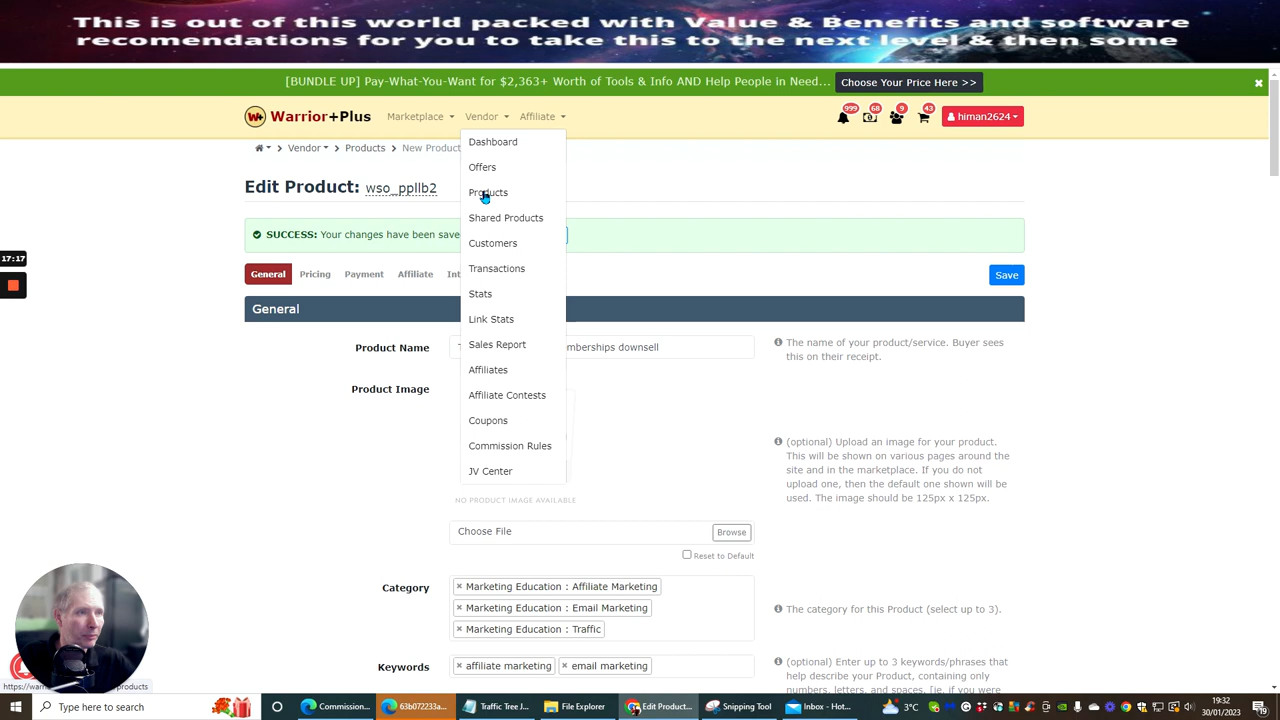 This is out of this world packed with Value & Benefits and software
recomendations for you to take this to the next level & then some
[BUNDLE UP] Pay-What-You-Want for $2,363+ Worth of Tools & Info AND Help People in Need... Choose Your Price Here >>
W+ Warrior+Plus Marketplace Vendor Affiliate 999 68 9 43 himan2624
Vendor Products New Product
Dashboard
Offers
Products
Shared Products
Customers
Transactions
Stats
Link Stats
Sales Report
Affiliates
Affiliate Contests
Coupons
Commission Rules
JV Center
Edit Product: wso_ppllb2
SUCCESS: Your changes have been save
17:17
General Pricing Payment Affiliate Int Save
General
Product Name
mberships downsell
The name of your product/service. Buyer sees
this on their receipt.
Product Image
NO PRODUCT IMAGE AVAILABLE
(optional) Upload an image for your product.
This will be shown on various pages around the
site and in the marketplace. If you do not
upload one, then the default one shown will be
used. The image should be 125px x 125px.
Choose File Browse
Reset to Default
Category
× Marketing Education : Affiliate Marketing
× Marketing Education : Email Marketing
× Marketing Education : Traffic
The category for this Product (select up to 3).
Keywords
× affiliate marketing × email marketing
(optional) Enter up to 3 keywords/phrases that
help describe your Product, containing only
numbers, letters, and spaces. [ie. if you were
https://warri
products
Type here to search Commission... 63b072233a... Traffic Tree J... File Explorer Edit Produc... Snipping Tool Inbox - Hot... 3°C 19:32
30/01/2023